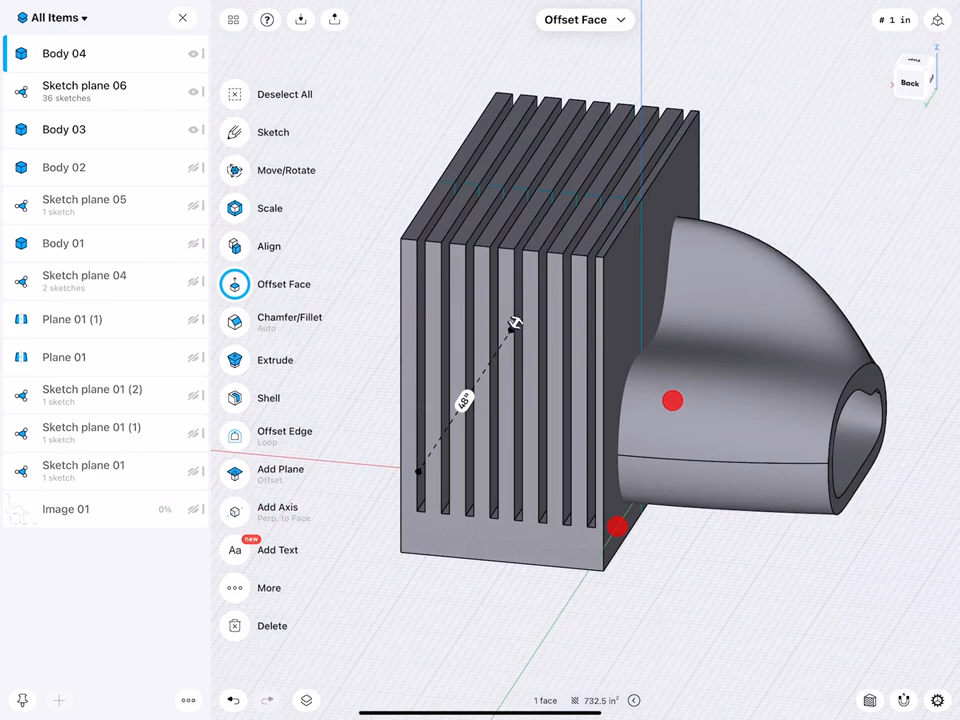 All Items ▾
Body 04
Sketch plane 06
36 sketches
Body 03
Body 02
Sketch plane 05
1 sketch
Body 01
Sketch plane 04
2 sketches
Plane 01 (1)
Plane 01
Sketch plane 01 (2)
1 sketch
Sketch plane 01 (1)
1 sketch
Sketch plane 01
1 sketch
Image 01
0%
Deselect All
Sketch
Move/Rotate
Scale
Align
Offset Face
Chamfer/Fillet
Auto
Extrude
Shell
Offset Edge
Loop
Add Plane
Offset
Add Axis
Perp. to Face
new
Aa
Add Text
More
Delete
Offset Face
# 1 in
Z
Back
48"
1 face
732.5 in²